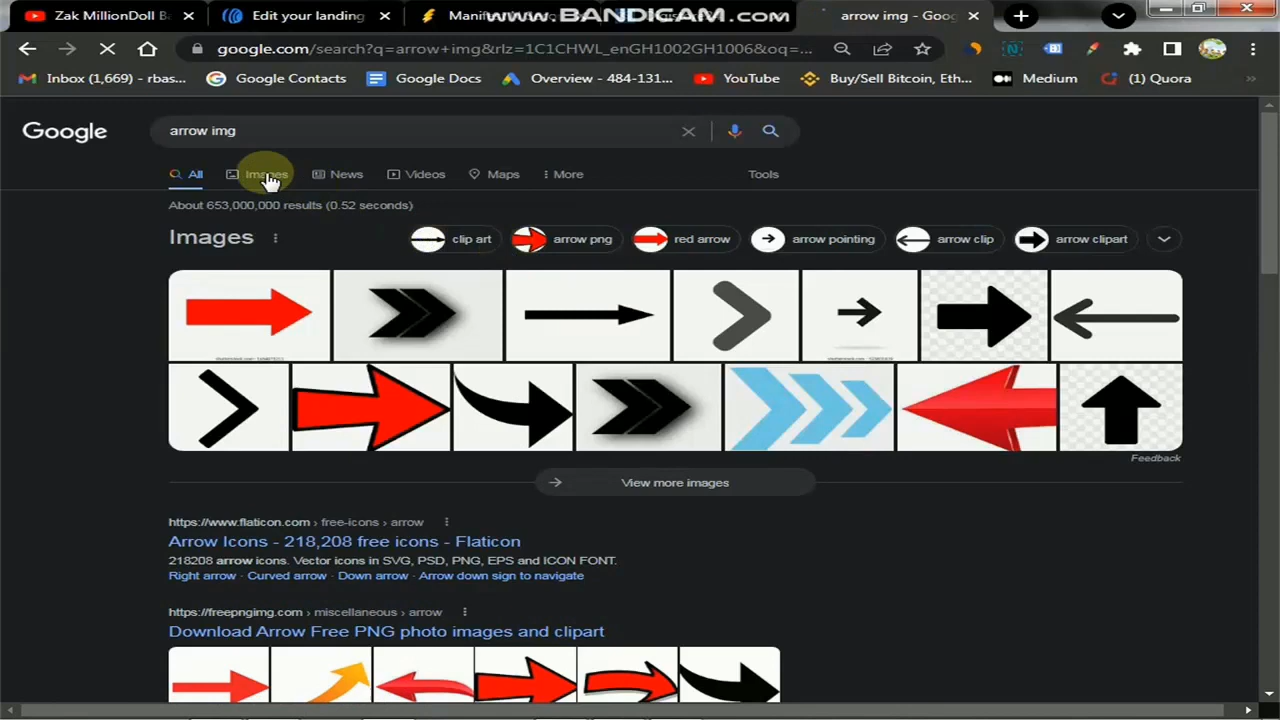 Zak MillionDoll Ba
Edit your landing
Manif
WWW.BANDICAM.COM
arrow img - Goo
google.com/search?q=arrow+img&rlz=1C1CHWL_enGH1002GH1006&oq=...
Inbox (1,669) - rbas...
Google Contacts
Google Docs
Overview - 484-131...
YouTube
Buy/Sell Bitcoin, Eth...
Medium
(1) Quora
Google
arrow img
All
Images
News
Videos
Maps
More
Tools
About 653,000,000 results (0.52 seconds)
Images
clip art
arrow png
red arrow
arrow pointing
arrow clip
arrow clipart
Feedback
View more images
https://www.flaticon.com › free-icons › arrow
Arrow Icons - 218,208 free icons - Flaticon
218208 arrow icons. Vector icons in SVG, PSD, PNG, EPS and ICON FONT.
Right arrow · Curved arrow · Down arrow · Arrow down sign to navigate
https://freepngimg.com › miscellaneous › arrow
Download Arrow Free PNG photo images and clipart